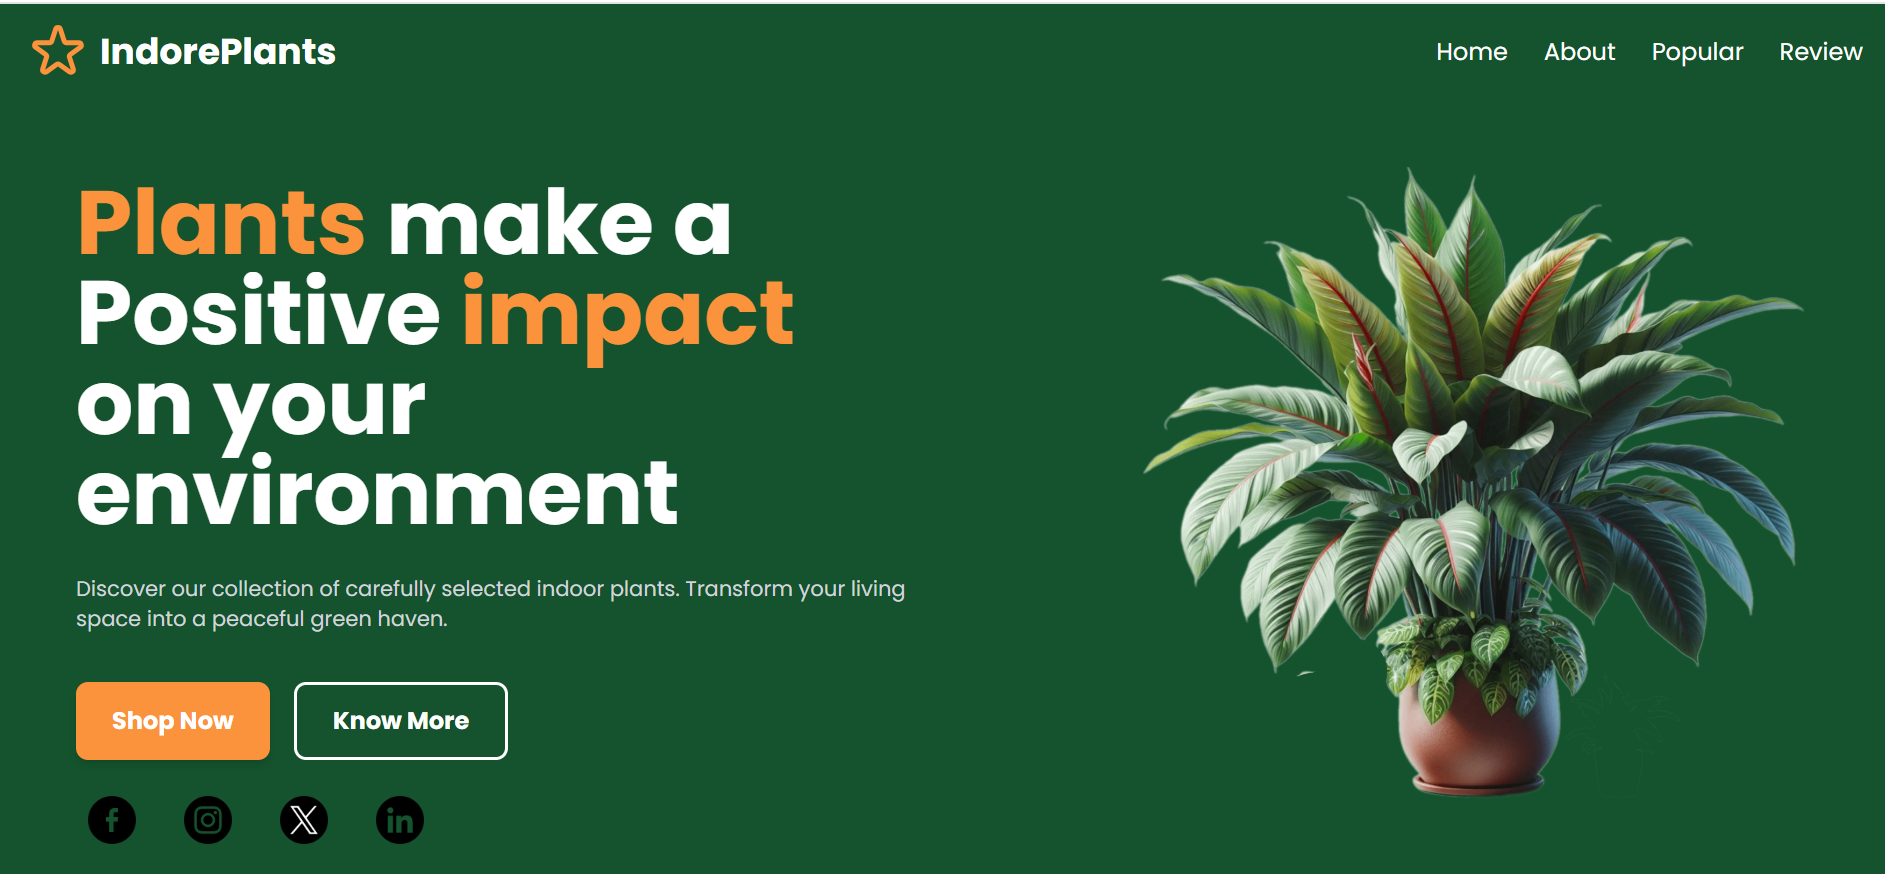 IndorePlants
Home About Popular Review
Plants make a
Positive impact
on your
environment
Discover our collection of carefully selected indoor plants. Transform your living
space into a peaceful green haven.
Shop Now Know More